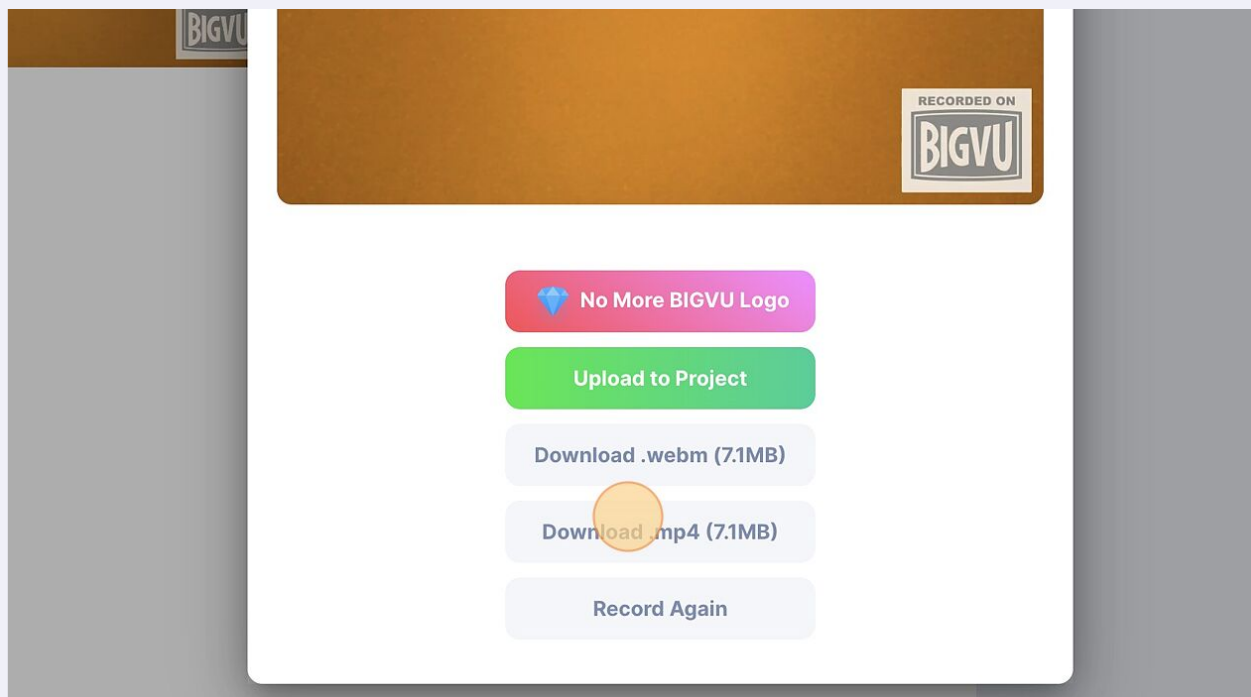 BIGVU
RECORDED ON
BIGVU
No More BIGVU Logo
Upload to Project
Download .webm (7.1MB)
Download .mp4 (7.1MB)
Record Again